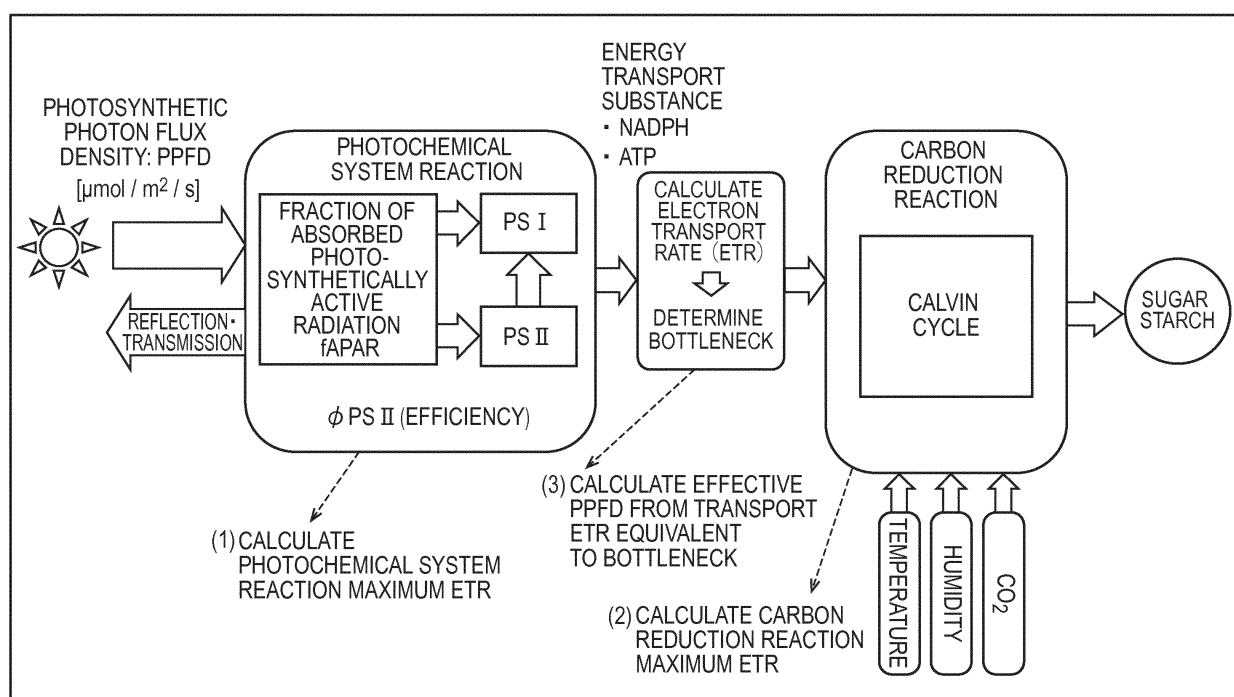 PHOTOSYNTHETIC
PHOTON FLUX
DENSITY: PPFD
[μmol / m² / s]
REFLECTION・
TRANSMISSION
PHOTOCHEMICAL
SYSTEM REACTION
FRACTION OF
ABSORBED
PHOTO-
SYNTHETICALLY
ACTIVE
RADIATION
fAPAR
PS I
PS II
φ PS II (EFFICIENCY)
ENERGY
TRANSPORT
SUBSTANCE
・ NADPH
・ ATP
CALCULATE
ELECTRON
TRANSPORT
RATE (ETR)
DETERMINE
BOTTLENECK
CARBON
REDUCTION
REACTION
CALVIN
CYCLE
SUGAR
STARCH
(1) CALCULATE
PHOTOCHEMICAL SYSTEM
REACTION MAXIMUM ETR
(3) CALCULATE EFFECTIVE
PPFD FROM TRANSPORT
ETR EQUIVALENT
TO BOTTLENECK
(2) CALCULATE CARBON
REDUCTION REACTION
MAXIMUM ETR
TEMPERATURE
HUMIDITY
CO₂